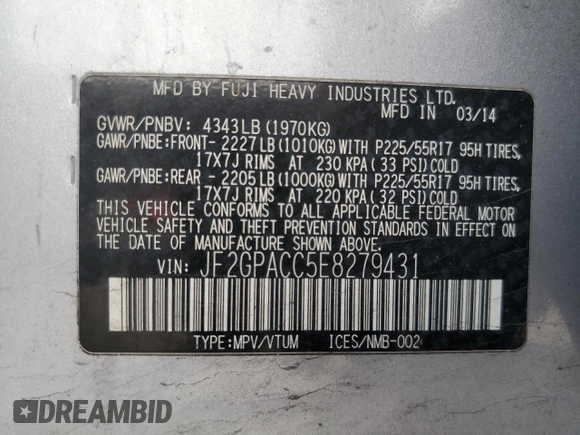 MFD BY FUJI HEAVY INDUSTRIES LTD.
MFD IN 03/14
GVWR/PNBV: 4343LB(1970KG)
GAWR/PNBE:FRONT- 2227LB(1010KG)WITH P225/55R17 95H TIRES,
17X7J RIMS AT 230 KPA( 33 PSI)COLD
GAWR/PNBE:REAR - 2205LB(1000KG)WITH P225/55R17 95H TIRES,
17X7J RIMS AT 220 KPA( 32 PSI)COLD
THIS VEHICLE CONFORMS TO ALL APPLICABLE FEDERAL MOTOR
VEHICLE SAFETY AND THEFT PREVENTION STANDARDS IN EFFECT ON
THE DATE OF MANUFACTURE SHOWN ABOVE.
VIN: JF2GPACC5E8279431
TYPE:MPV/VTUM ICES/NMB-002
DREAMBID